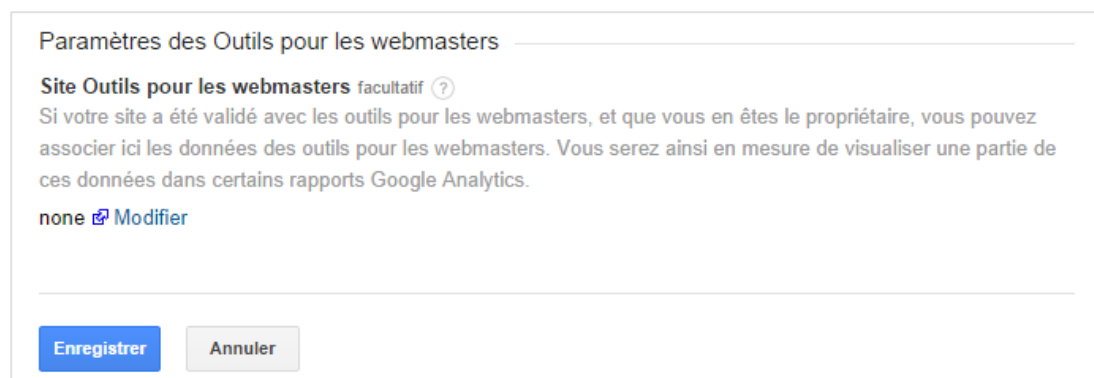 Paramètres des Outils pour les webmasters
Site Outils pour les webmasters facultatif ?
Si votre site a été validé avec les outils pour les webmasters, et que vous en êtes le propriétaire, vous pouvez
associer ici les données des outils pour les webmasters. Vous serez ainsi en mesure de visualiser une partie de
ces données dans certains rapports Google Analytics.
none Modifier
Enregistrer Annuler